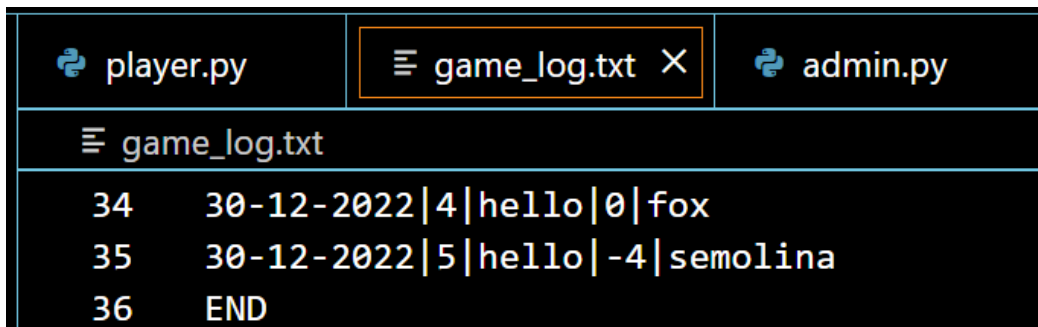 player.py game_log.txt admin.py
game_log.txt
34 30-12-2022|4|hello|0|fox
35 30-12-2022|5|hello|-4|semolina
36 END